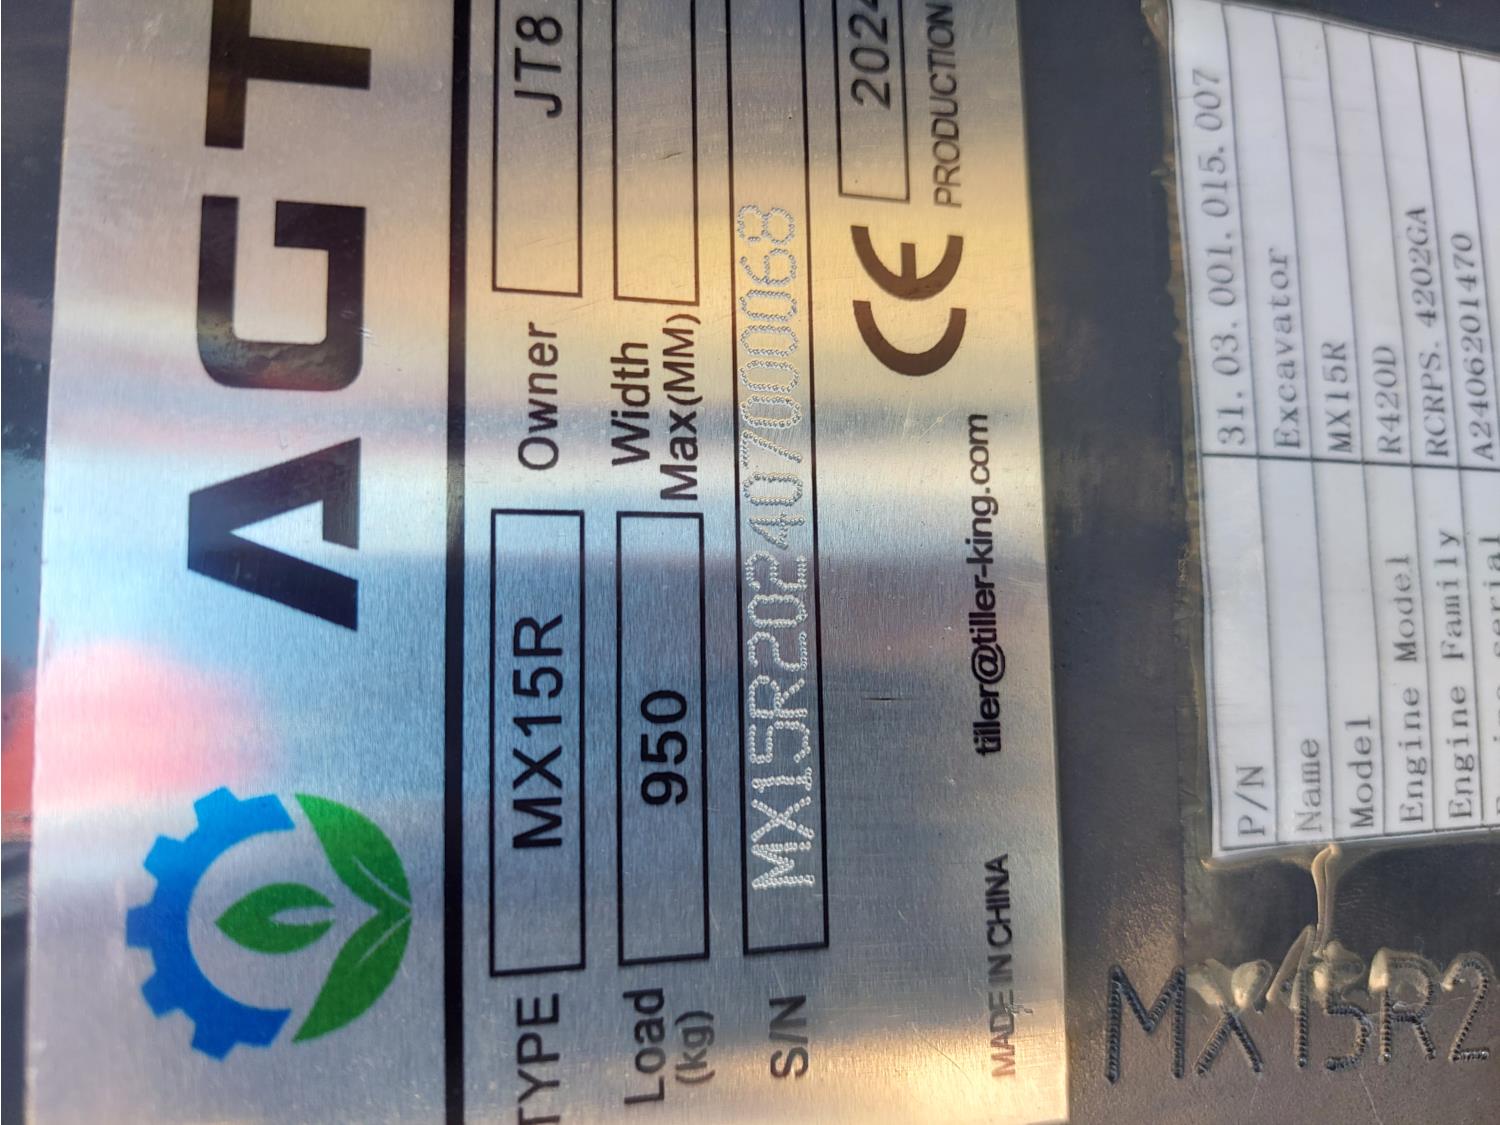 AGT
TYPE MX15R Owner JT8
Load (kg) 950 Width Max(MM)
S/N MX15R202407000068
CE 2024
PRODUCTION
MADE IN CHINA tiller@tiller-king.com
P/N 31.03.001.015.007
Name Excavator
Model MX15R
Engine Model R420D
Engine Family RCRPS.4202GA
serial A2406201470
MX15R2